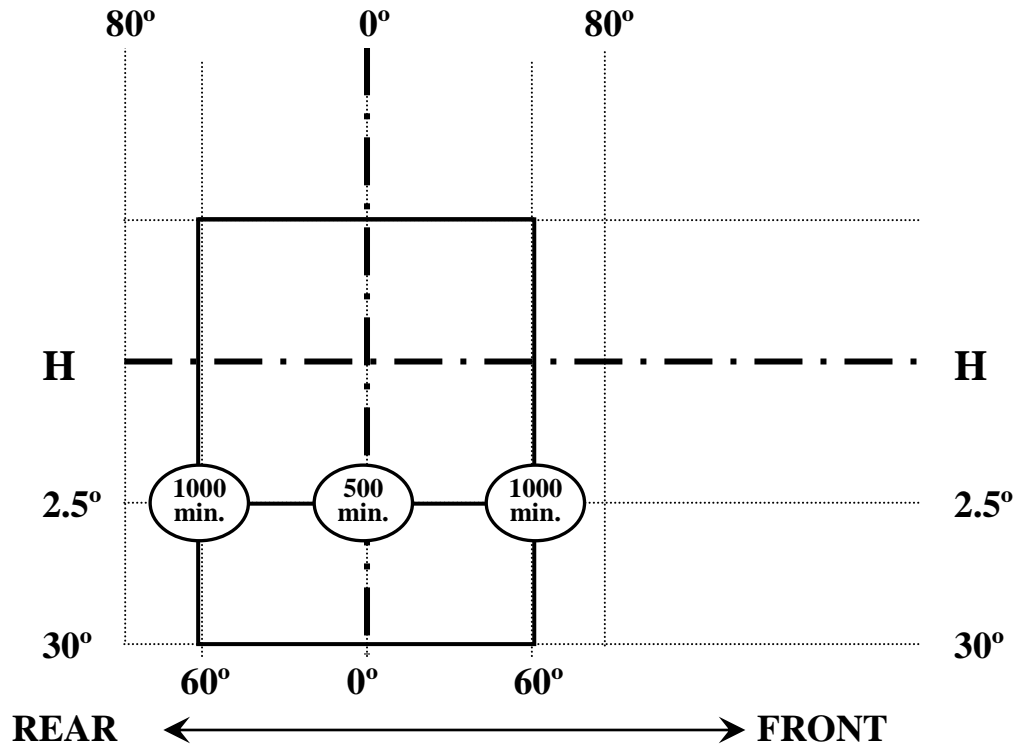 80º 0º 80º
H H
1000 500 1000
min. min. min.
2.5º 2.5º
30º 30º
60º 0º 60º
REAR FRONT